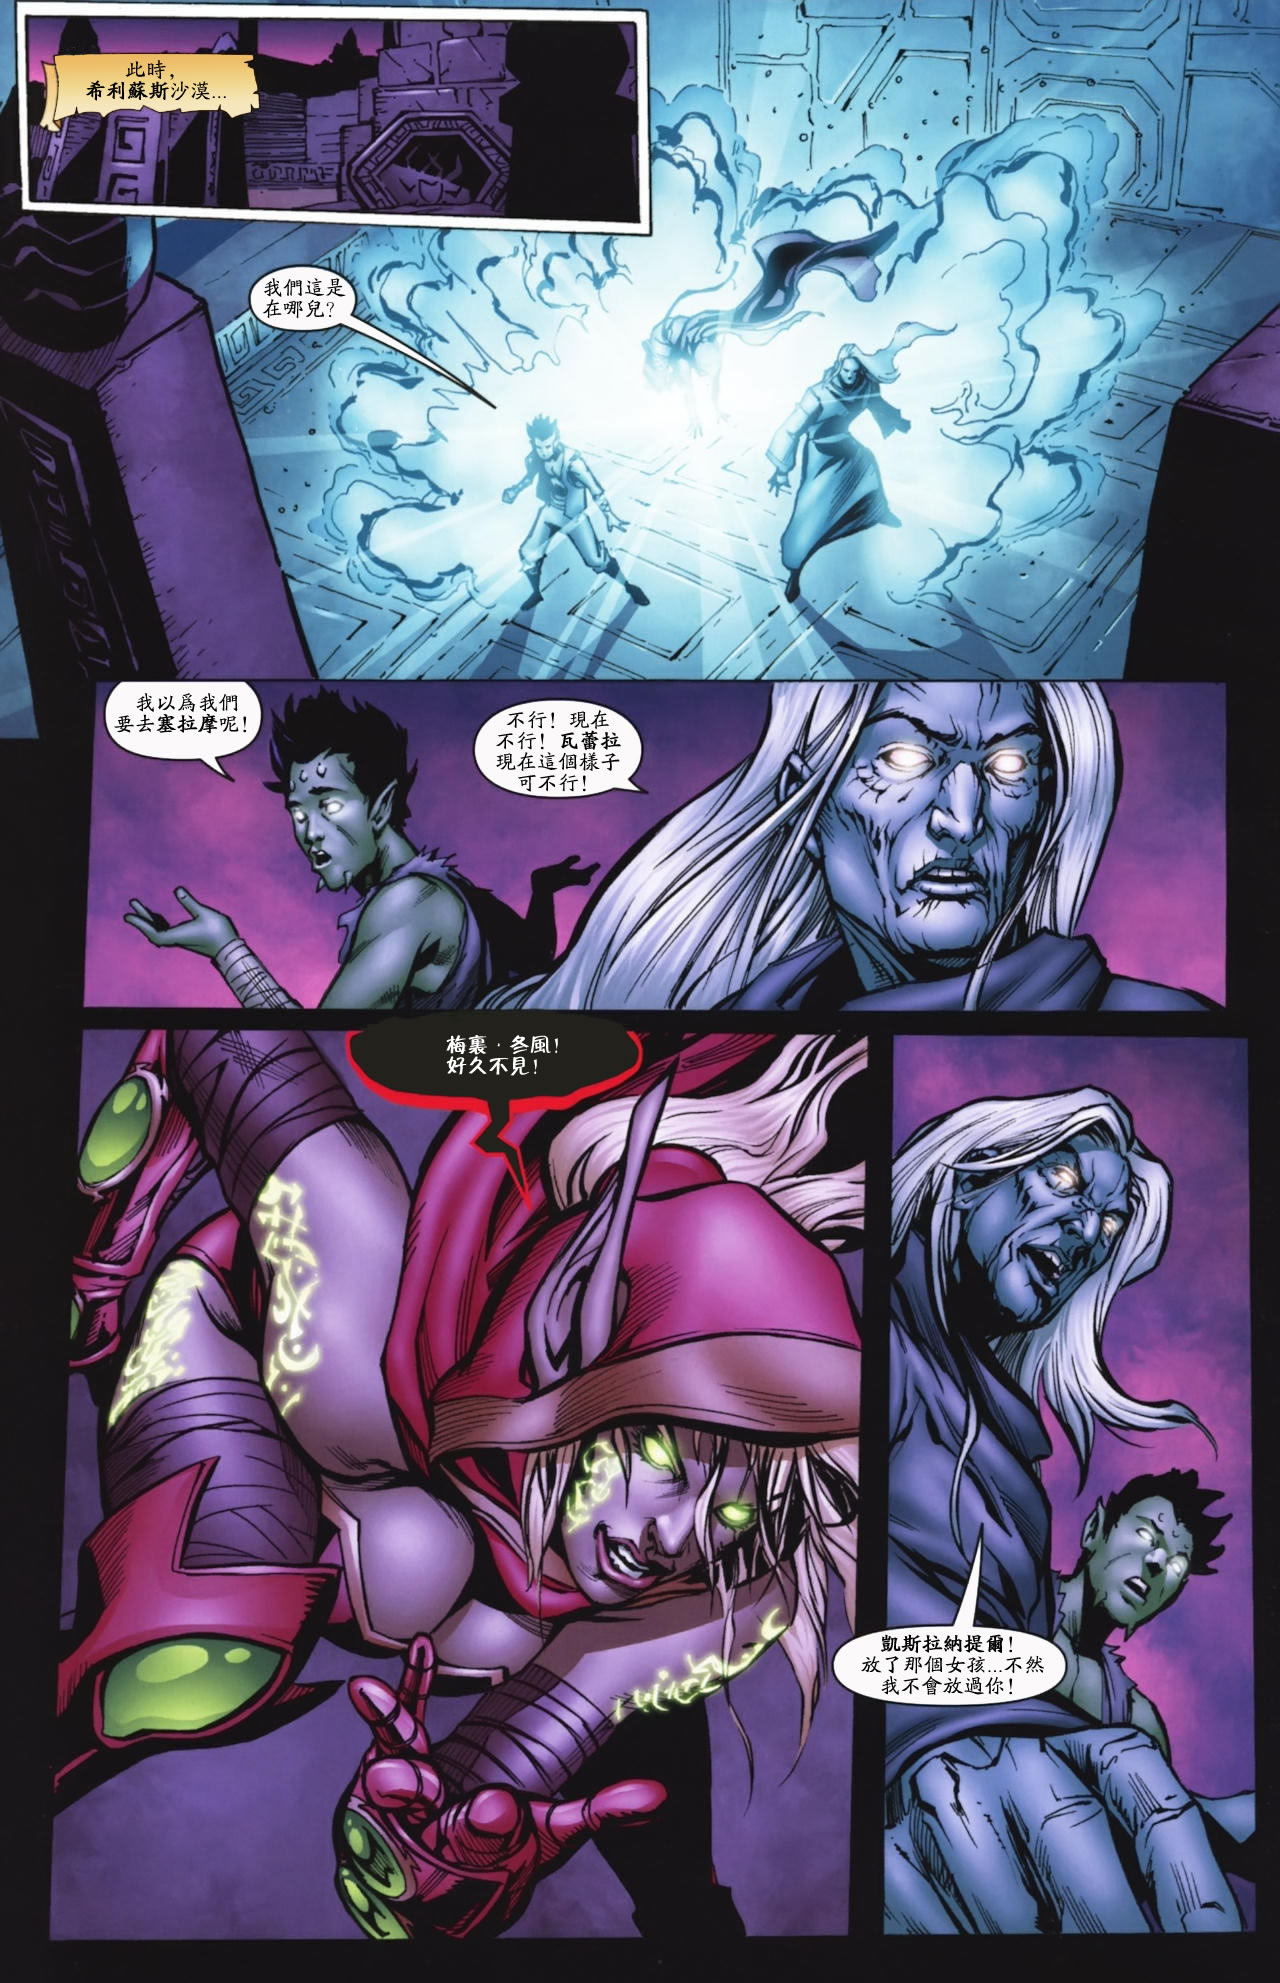 此時，
希利蘇斯沙漠...
我們這是
在哪兒？
我以爲我們
要去塞拉摩呢！
不行！現在
不行！瓦蕾拉
現在這個樣子
可不行！
梅裏·冬風！
好久不見！
凱斯拉納提爾！
放了那個女孩...不然
我不會放過你！